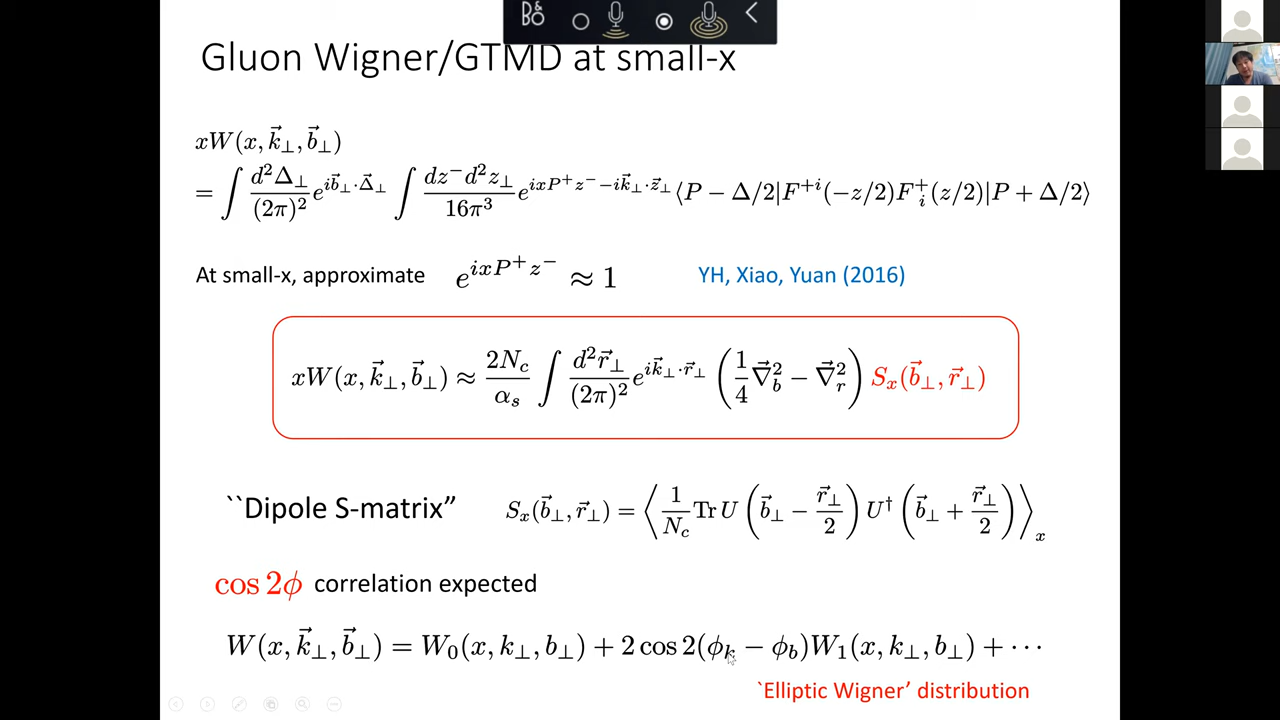 B&O
Gluon Wigner/GTMD at small-x
$xW(x,\vec{k}_\perp,\vec{b}_\perp)$
$= \int \frac{d^2\Delta_\perp}{(2\pi)^2} e^{i\vec{b}_\perp\cdot\vec{\Delta}_\perp} \int \frac{dz^- d^2z_\perp}{16\pi^3} e^{ixP^+z^- - i\vec{k}_\perp\cdot\vec{z}_\perp} \langle P-\Delta/2|F^{+i}(-z/2)F^{+}_{i}(z/2)|P+\Delta/2\rangle$
At small-x, approximate $e^{ixP^+z^-} \approx 1$ YH, Xiao, Yuan (2016)
$xW(x,\vec{k}_\perp,\vec{b}_\perp) \approx \frac{2N_c}{\alpha_s} \int \frac{d^2\vec{r}_\perp}{(2\pi)^2} e^{i\vec{k}_\perp\cdot\vec{r}_\perp} \left(\frac{1}{4}\vec{\nabla}_b^2 - \vec{\nabla}_r^2\right) S_x(\vec{b}_\perp,\vec{r}_\perp)$
``Dipole S-matrix” $S_x(\vec{b}_\perp,\vec{r}_\perp) = \left\langle \frac{1}{N_c} \mathrm{Tr}\, U\left(\vec{b}_\perp - \frac{\vec{r}_\perp}{2}\right) U^\dagger\left(\vec{b}_\perp + \frac{\vec{r}_\perp}{2}\right) \right\rangle_x$
$\cos 2\phi$ correlation expected
$W(x,\vec{k}_\perp,\vec{b}_\perp) = W_0(x,k_\perp,b_\perp) + 2\cos 2(\phi_k - \phi_b)W_1(x,k_\perp,b_\perp) + \cdots$
`Elliptic Wigner’ distribution